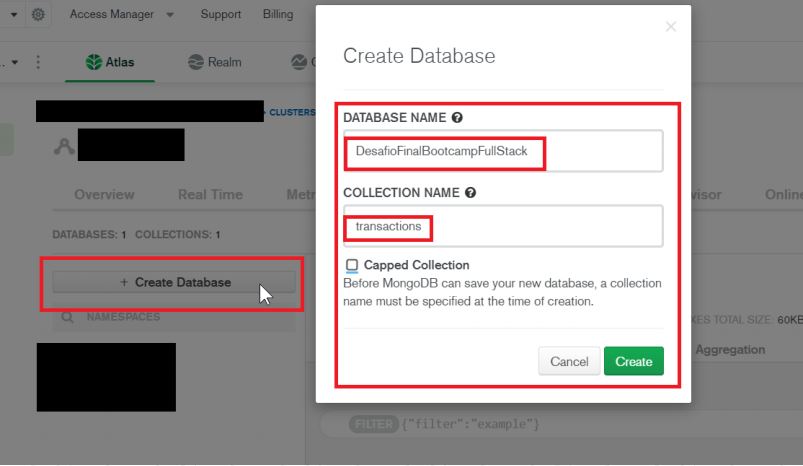 Access Manager Support Billing
Atlas Realm
CLUSTERS
Overview Real Time Metr
visor Online
DATABASES: 1 COLLECTIONS: 1
+ Create Database
NAMESPACES
Create Database
DATABASE NAME
DesafioFinalBootcampFullStack
COLLECTION NAME
transactions
Capped Collection
Before MongoDB can save your new database, a collection
name must be specified at the time of creation.
Cancel Create
XES TOTAL SIZE: 60KE
Aggregation
FILTER {"filter":"example"}